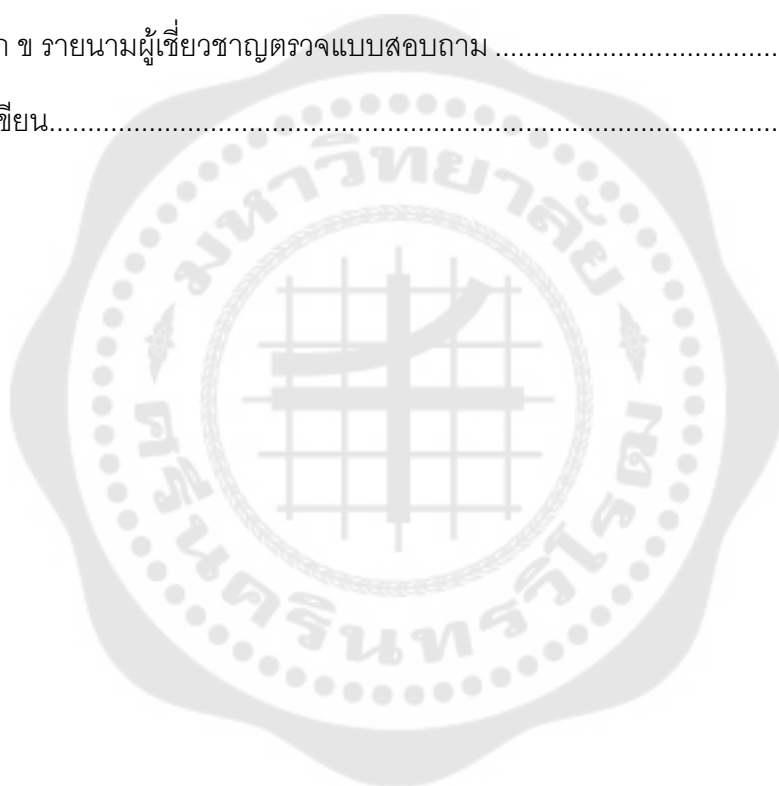 ข รายนามผู้เชี่ยวชาญตรวจแบบสอบถาม ..................................
เขียน................................................................................................
มหาวิทยาลัย
ศรีนครินทรวิโรฒ